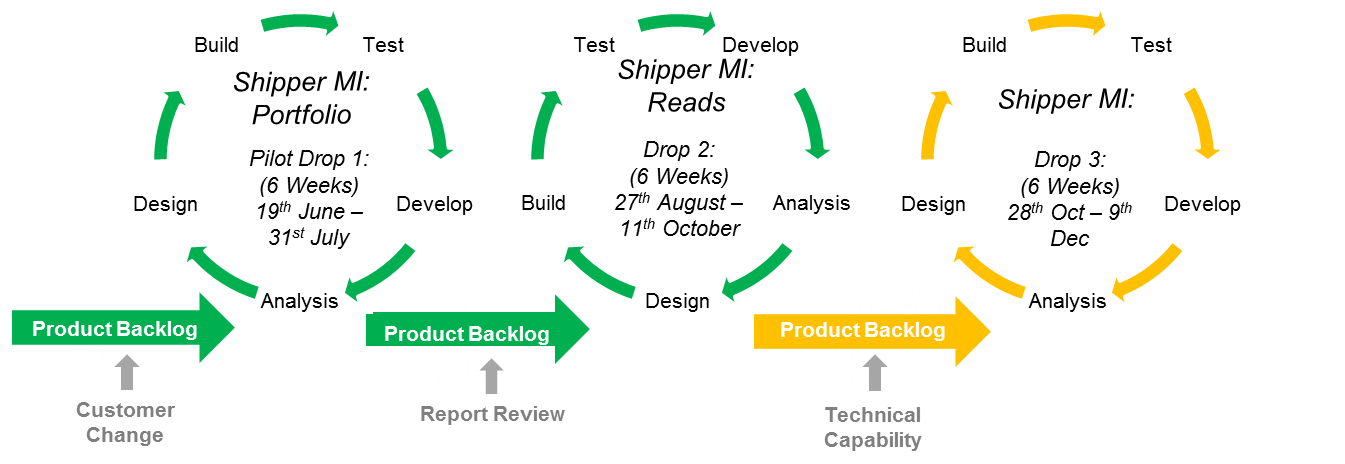 Build
Test
Shipper MI:
Portfolio
Pilot Drop 1:
(6 Weeks)
19th June –
31st July
Design
Develop
Analysis
Product Backlog
Customer
Change
Test
Develop
Shipper MI:
Reads
Drop 2:
(6 Weeks)
27th August –
11th October
Build
Analysis
Design
Product Backlog
Report Review
Build
Test
Shipper MI:
Drop 3:
(6 Weeks)
28th Oct – 9th
Dec
Design
Develop
Analysis
Product Backlog
Technical
Capability